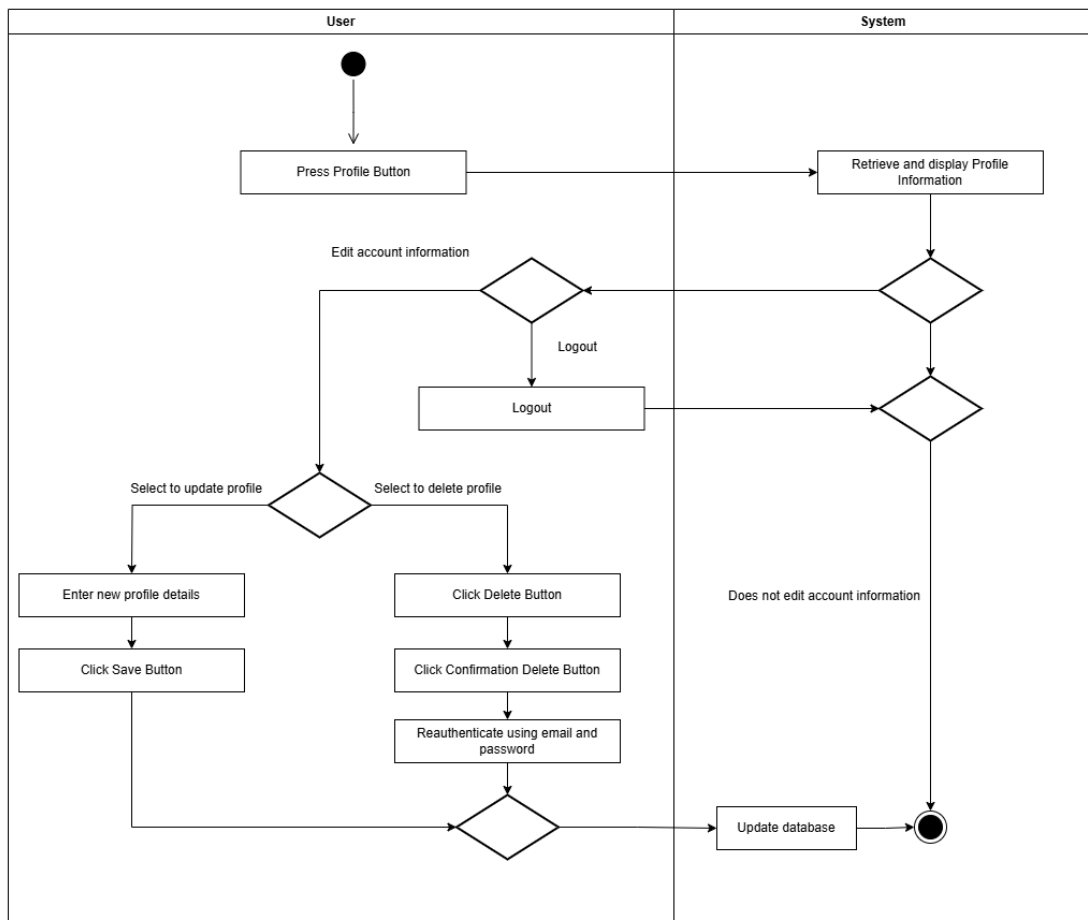 User
System
Press Profile Button
Retrieve and display Profile
Information
Edit account information
Logout
Logout
Select to update profile
Select to delete profile
Enter new profile details
Click Delete Button
Does not edit account information
Click Save Button
Click Confirmation Delete Button
Reauthenticate using email and
password
Update database